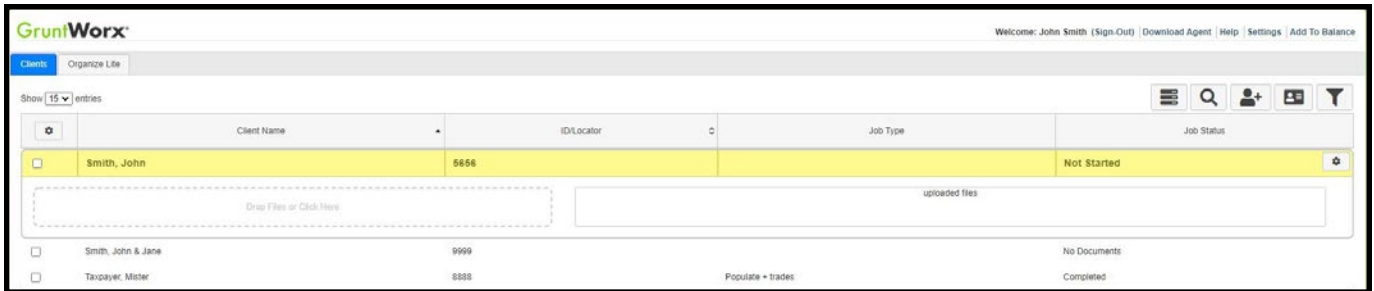 GruntWorx
Welcome: John Smith (Sign-Out) | Download Agent | Help | Settings | Add To Balance
Clients Organize Lite
Show 15 entries
Client Name ID/Locator Job Type Job Status
Smith, John 5656 Not Started
Drop Files or Click Here
uploaded files
Smith, John & Jane 9999 No Documents
Taxpayer, Mister 8888 Populate + trades Completed